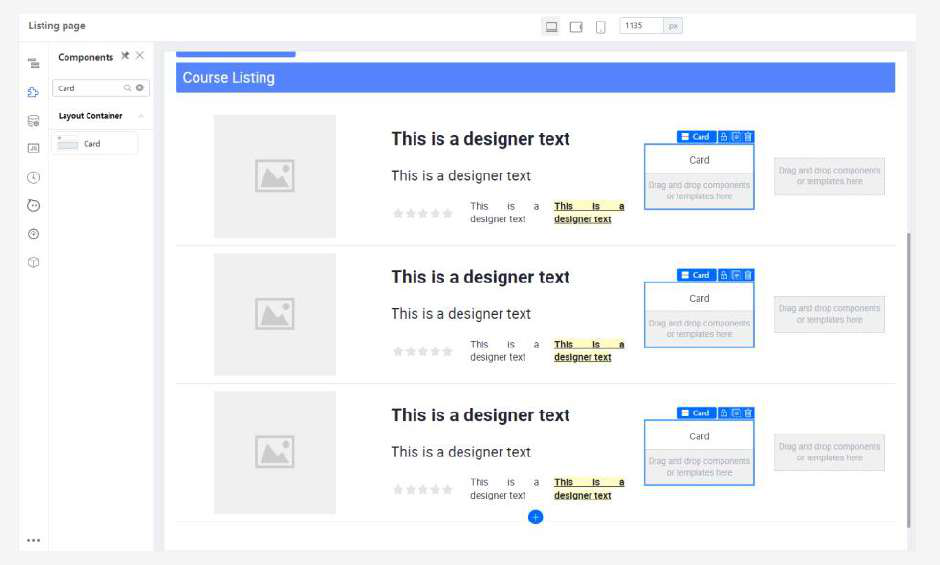 Listing page
1135 px
Components
Card
Layout Container
Card
Course Listing
This is a designer text
This is a designer text
This is a
designer text
This is a
designer text
Card
Card
Drag and drop components
or templates here
Drag and drop components
or templates here
This is a designer text
This is a designer text
This is a
designer text
This is a
designer text
Card
Card
Drag and drop components
or templates here
Drag and drop components
or templates here
This is a designer text
This is a designer text
This is a
designer text
This is a
designer text
Card
Card
Drag and drop components
or templates here
Drag and drop components
or templates here